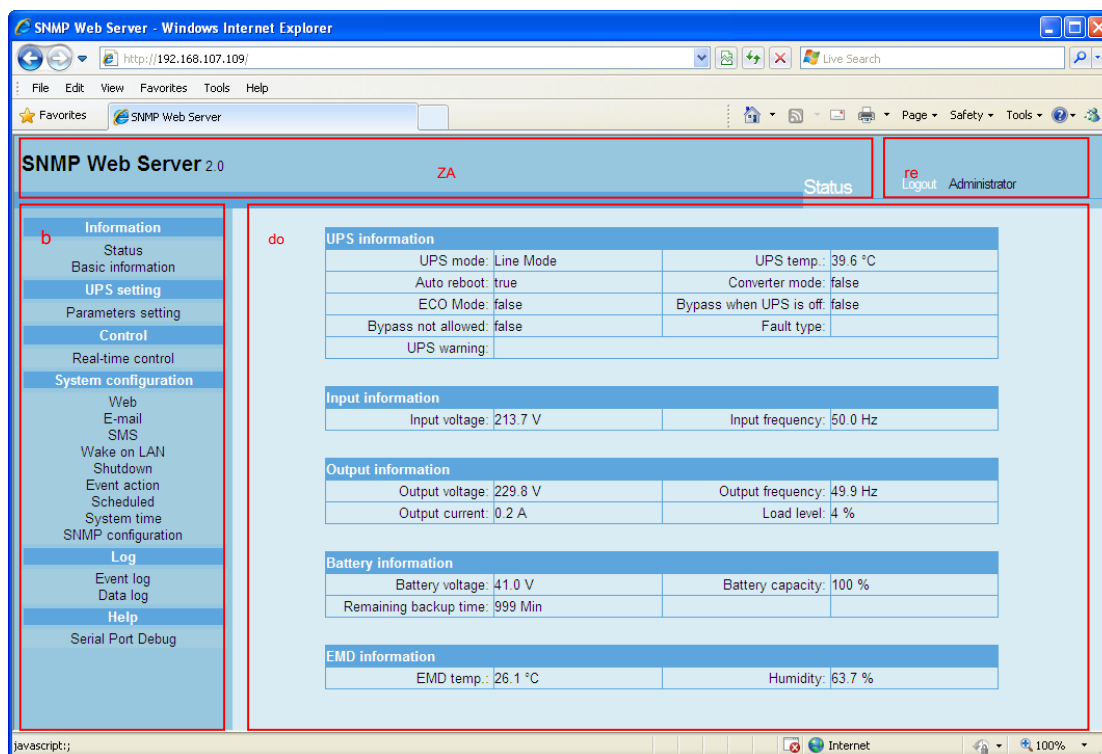 SNMP Web Server - Windows Internet Explorer
http://192.168.107.109/
Live Search
File Edit View Favorites Tools Help
Favorites SNMP Web Server Page Safety Tools
SNMP Web Server 2.0
ZA
Status
re
Logout Administrator
b
Information
Status
Basic information
UPS setting
Parameters setting
Control
Real-time control
System configuration
Web
E-mail
SMS
Wake on LAN
Shutdown
Event action
Scheduled
System time
SNMP configuration
Log
Event log
Data log
Help
Serial Port Debug
do
UPS information
UPS mode: Line Mode UPS temp.: 39.6 °C
Auto reboot: true Converter mode: false
ECO Mode: false Bypass when UPS is off: false
Bypass not allowed: false Fault type:
UPS warning:
Input information
Input voltage: 213.7 V Input frequency: 50.0 Hz
Output information
Output voltage: 229.8 V Output frequency: 49.9 Hz
Output current: 0.2 A Load level: 4 %
Battery information
Battery voltage: 41.0 V Battery capacity: 100 %
Remaining backup time: 999 Min
EMD information
EMD temp.: 26.1 °C Humidity: 63.7 %
javascript:; Internet 100%